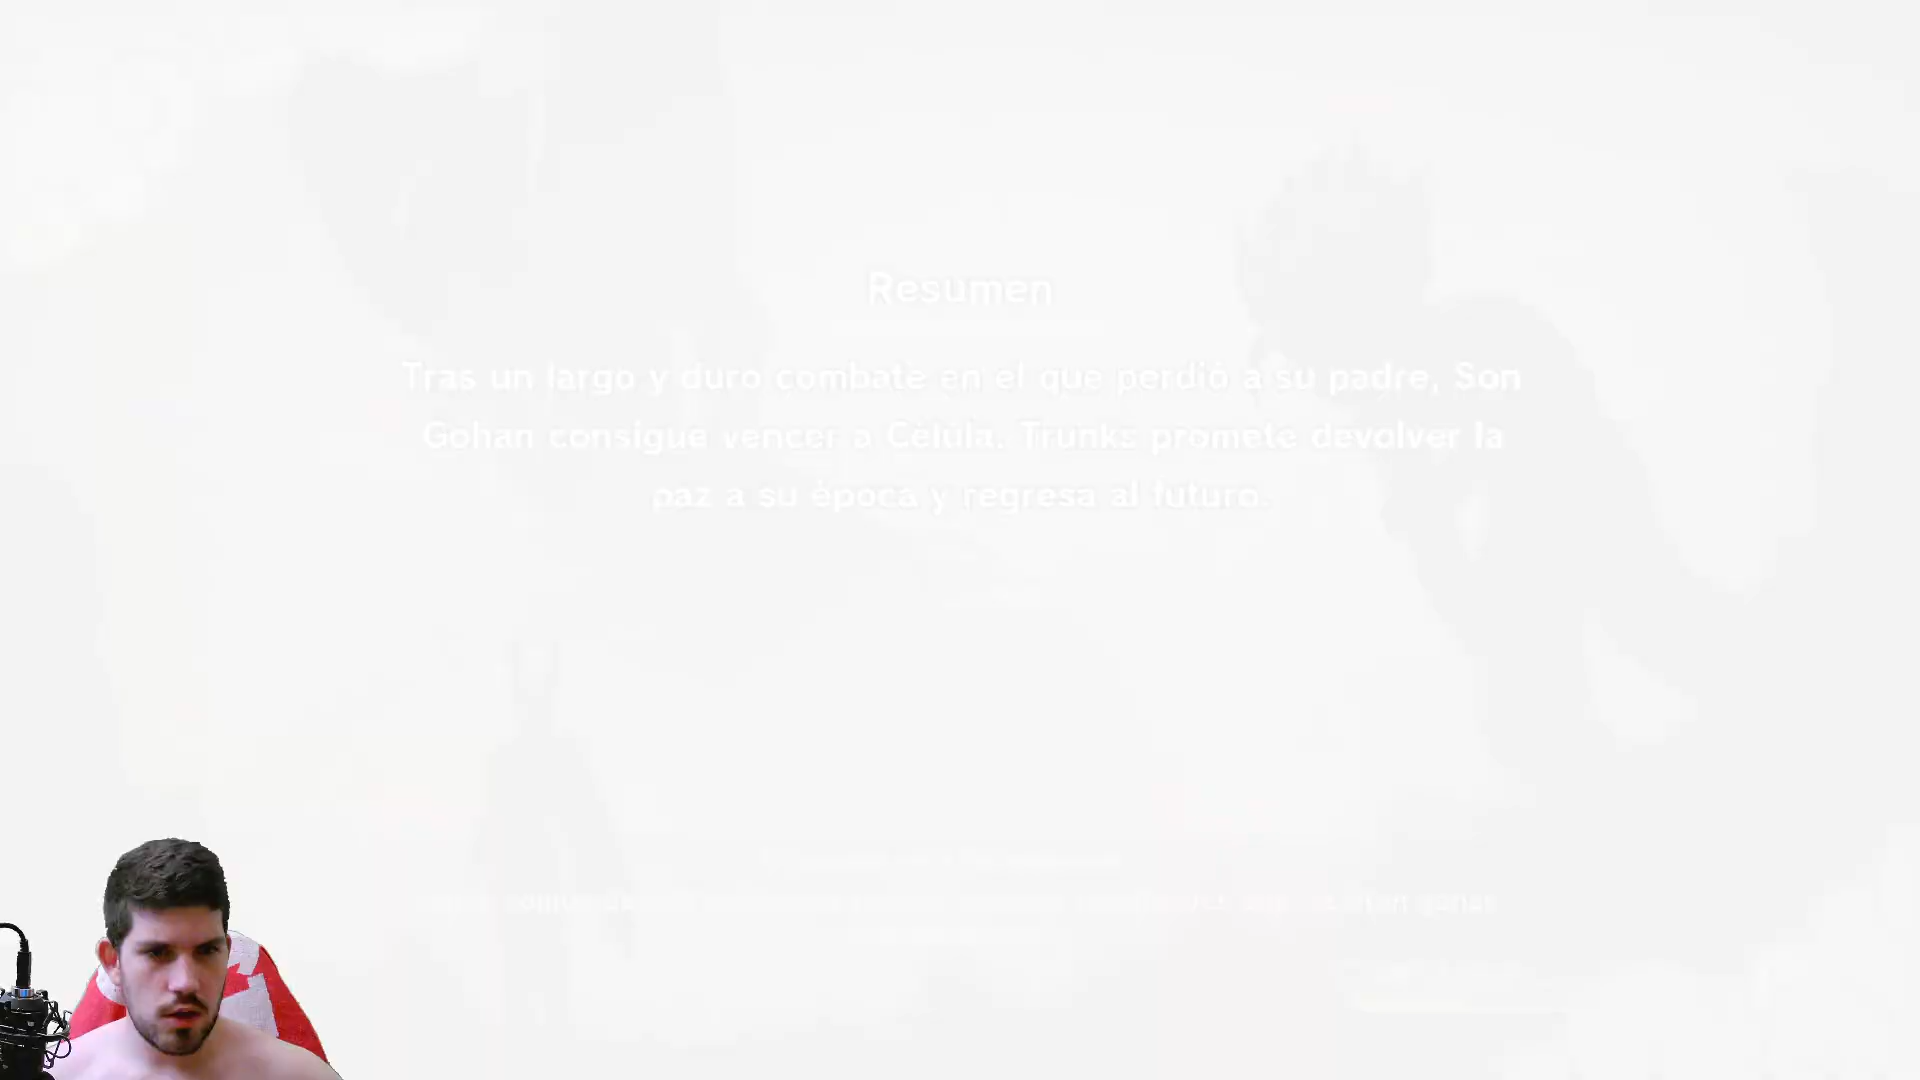 Resumen
Tras un largo y duro combate en el que perdió a su padre, Son
Gohan consigue vencer a Célula. Trunks promete devolver la
paz a su época y regresa al futuro.